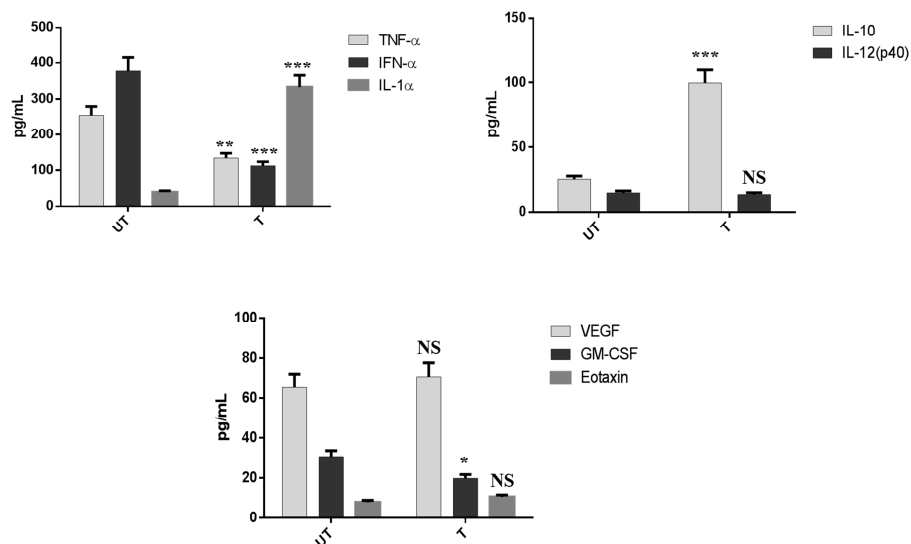 500
400
300
200
100
0
pg/mL
UT
T
**
***
***
TNF-α
IFN-α
IL-1α
150
100
50
0
pg/mL
UT
T
***
NS
IL-10
IL-12(p40)
100
80
60
40
20
0
pg/mL
UT
T
NS
*
NS
VEGF
GM-CSF
Eotaxin